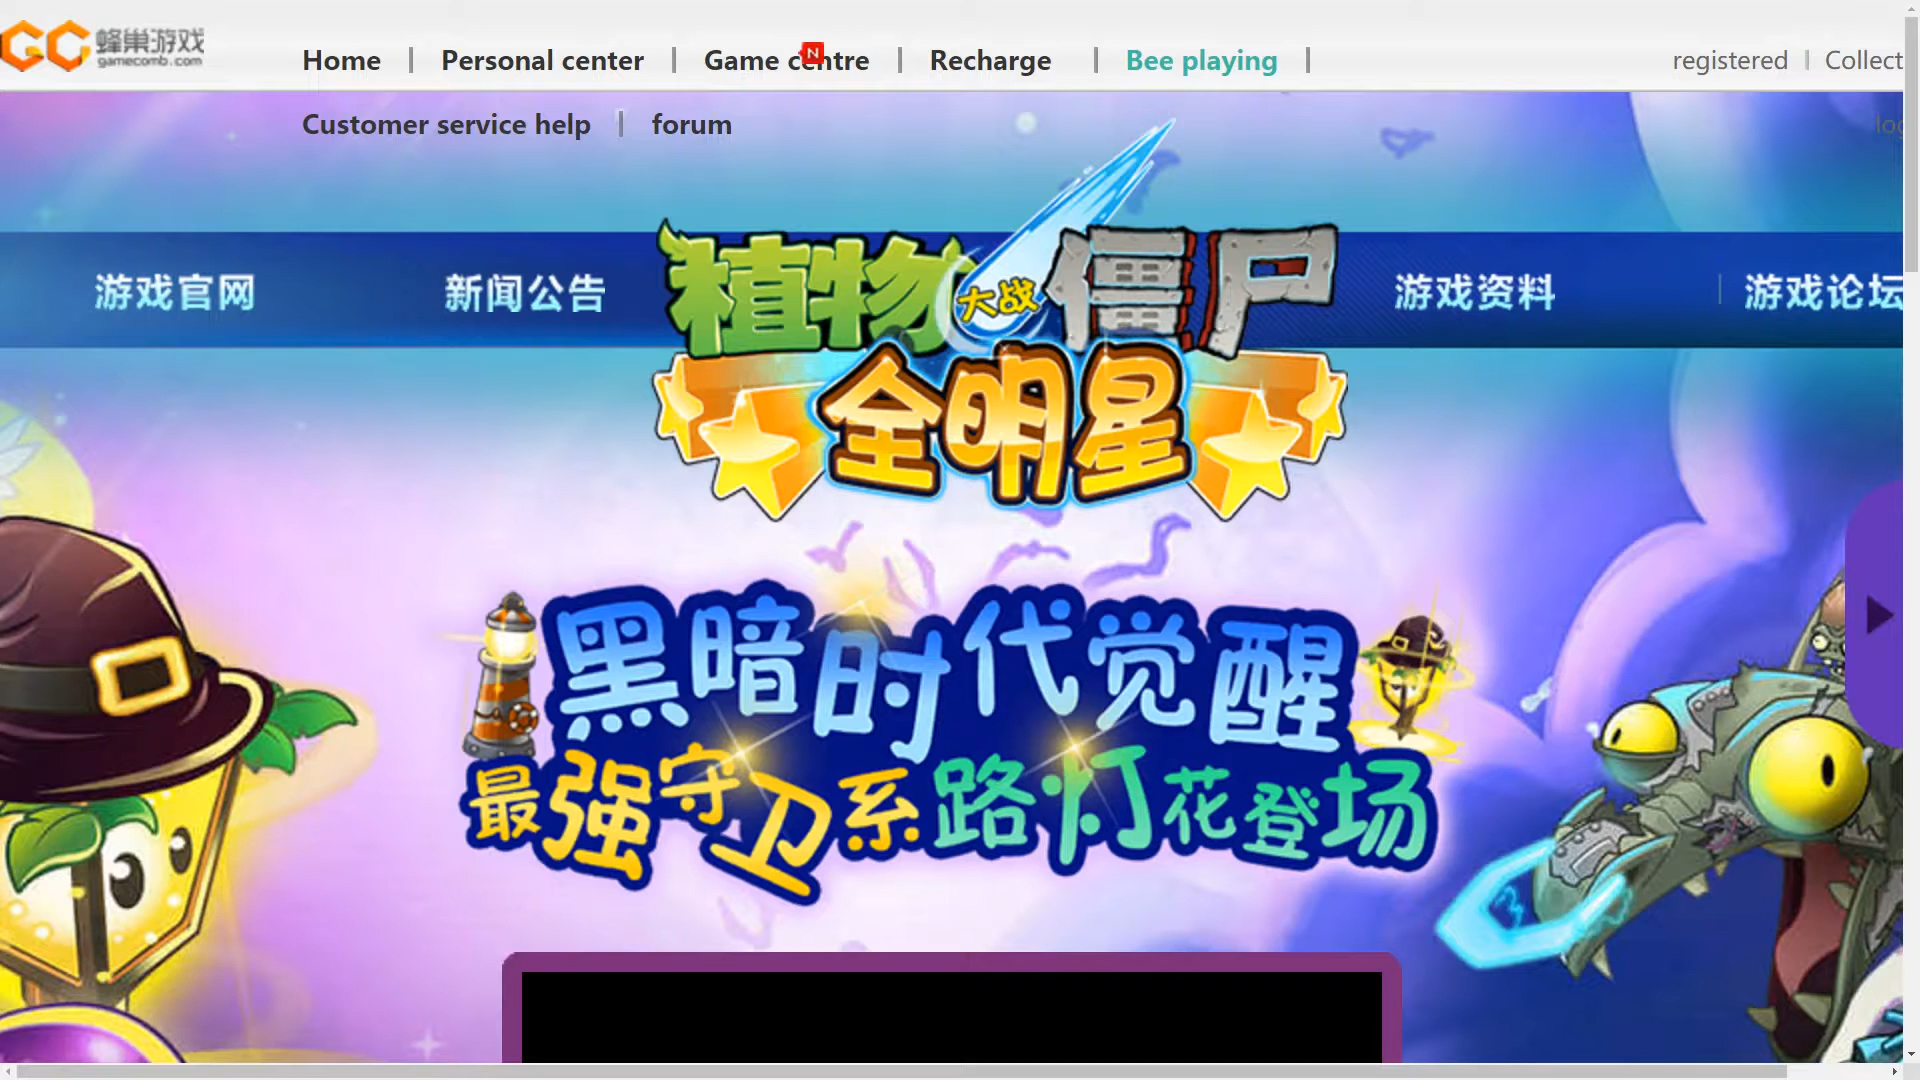 GC 蜂巢游戏
gamecomb.com
Home | Personal center | Game centre N | Recharge | Bee playing |
registered | Collect
Customer service help | forum
log
游戏官网 新闻公告 游戏资料 游戏论坛
植物大战僵尸
全明星
黑暗时代觉醒
最强守卫系路灯花登场